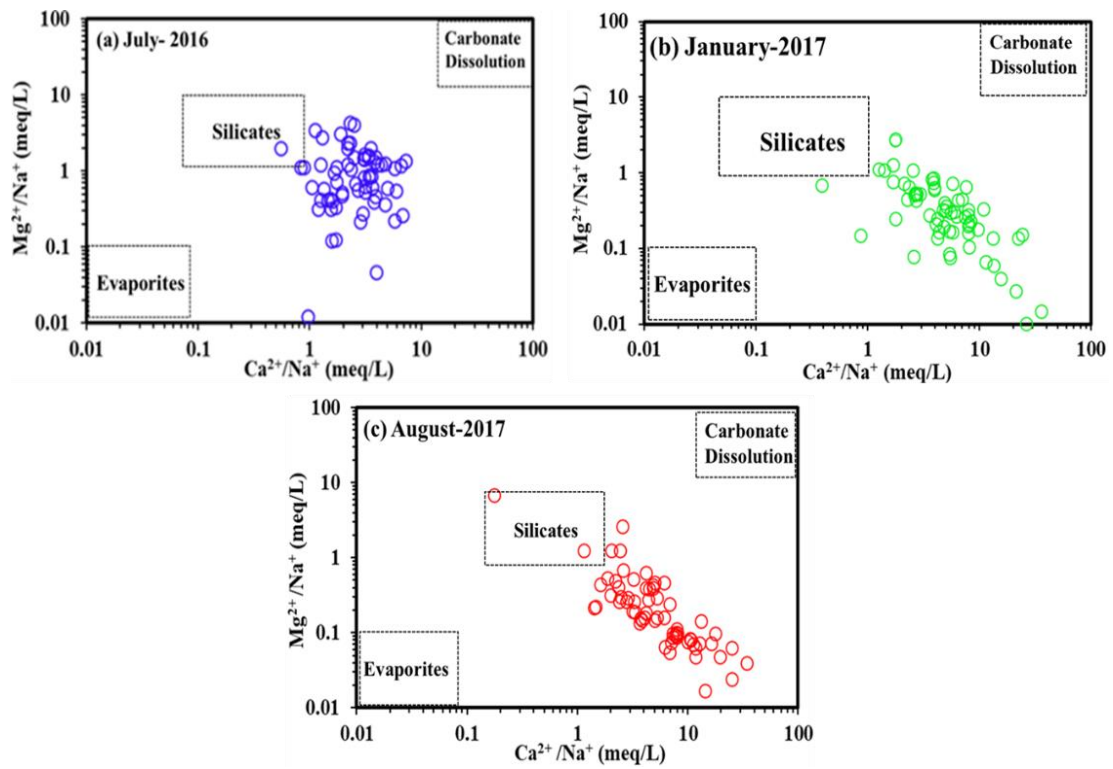 (a) July- 2016
Carbonate
Dissolution
Silicates
Evaporites
100
10
1
0.1
0.01
Mg²⁺/Na⁺ (meq/L)
0.01 0.1 1 10 100
Ca²⁺/Na⁺ (meq/L)
(b) January-2017
Carbonate
Dissolution
Silicates
Evaporites
100
10
1
0.1
0.01
Mg²⁺/Na⁺ (meq/L)
0.01 0.1 1 10 100
Ca²⁺/Na⁺ (meq/L)
(c) August-2017
Carbonate
Dissolution
Silicates
Evaporites
100
10
1
0.1
0.01
Mg²⁺/Na⁺ (meq/L)
0.01 0.1 1 10 100
Ca²⁺/Na⁺ (meq/L)